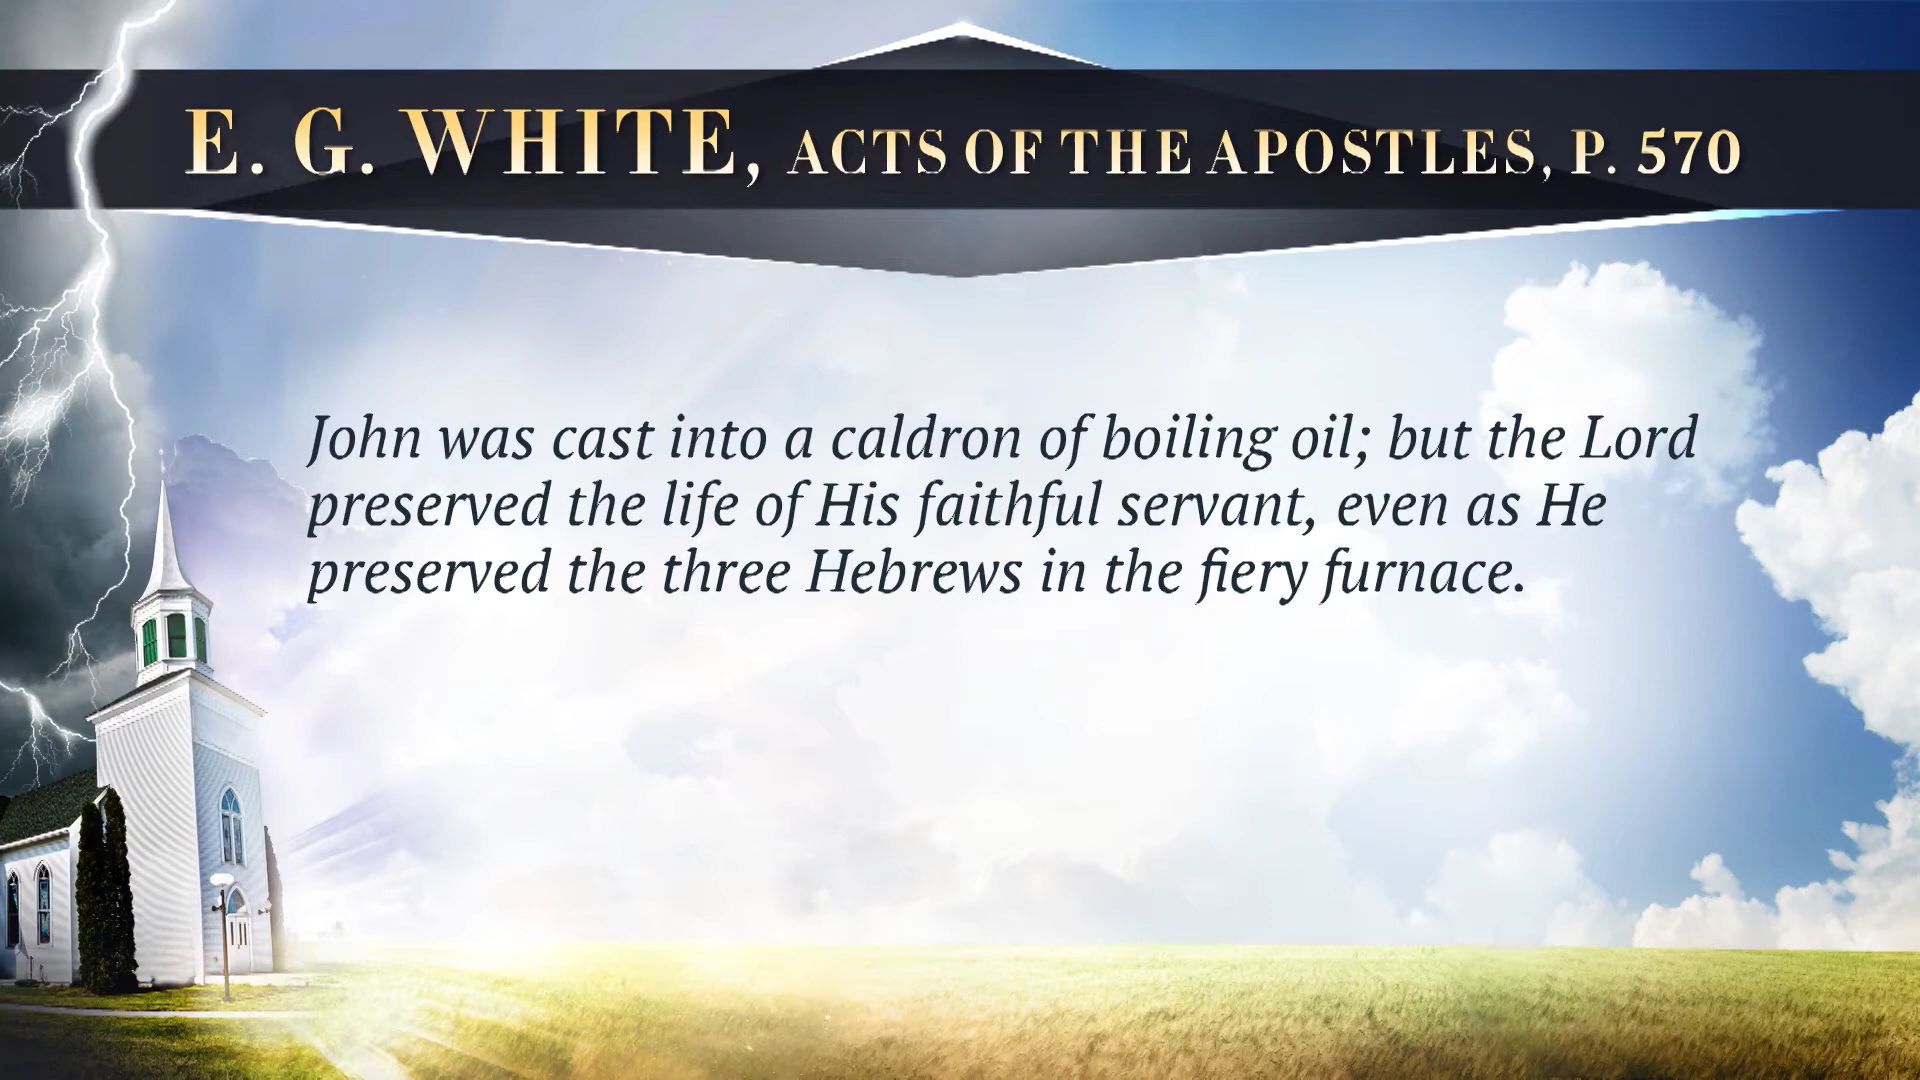 E. G. WHITE, ACTS OF THE APOSTLES, P. 570
John was cast into a caldron of boiling oil; but the Lord
preserved the life of His faithful servant, even as He
preserved the three Hebrews in the fiery furnace.